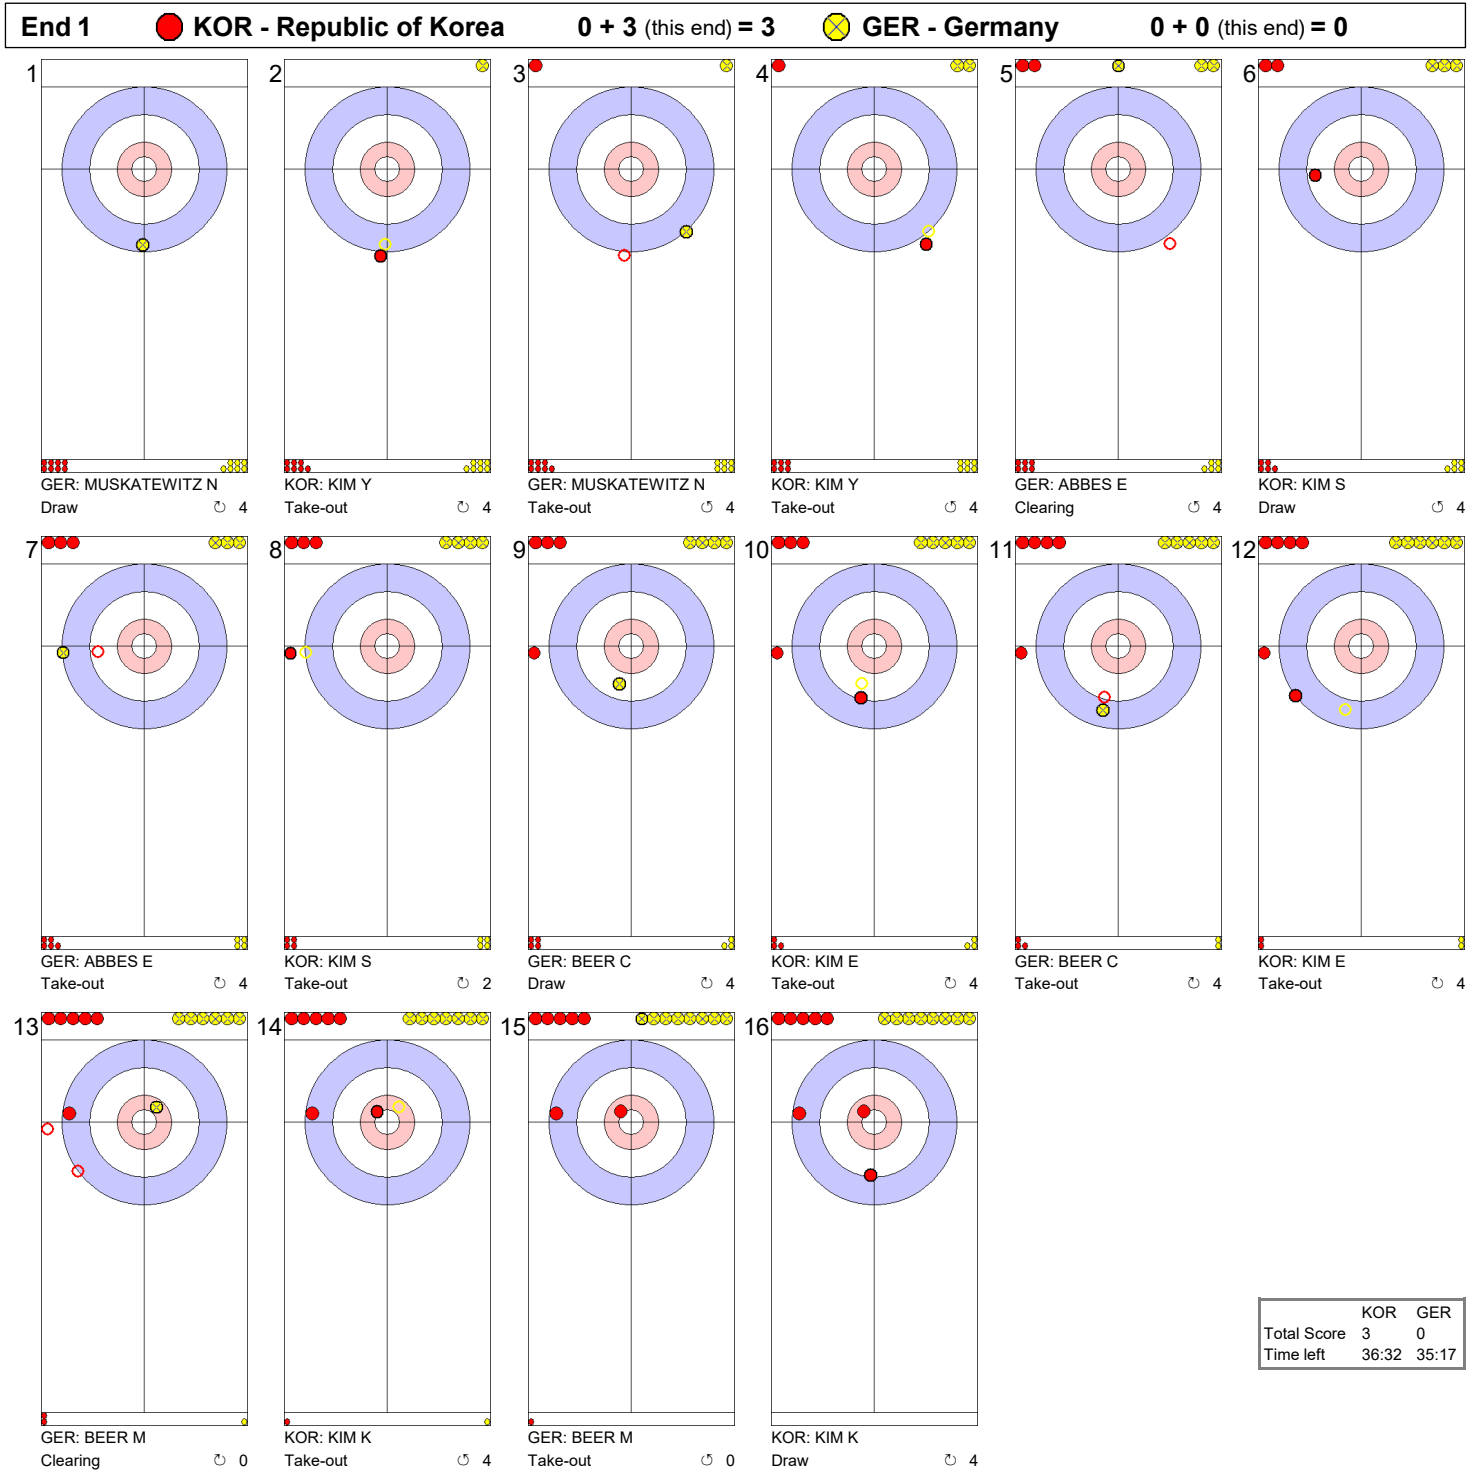 End 1 KOR - Republic of Korea 0 + 3 (this end) = 3 GER - Germany 0 + 0 (this end) = 0
1 2 3 4 5 6
GER: MUSKATEWITZ N KOR: KIM Y GER: MUSKATEWITZ N KOR: KIM Y GER: ABBES E KOR: KIM S
Draw ↻ 4 Take-out ↻ 4 Take-out ↺ 4 Take-out ↺ 4 Clearing ↺ 4 Draw ↻ 4
7 8 9 10 11 12
GER: ABBES E KOR: KIM S GER: BEER C KOR: KIM E GER: BEER C KOR: KIM E
Take-out ↻ 4 Take-out ↻ 2 Draw ↺ 4 Take-out ↺ 4 Take-out ↻ 4 Take-out ↻ 4
13 14 15 16
KOR GER
Total Score 3 0
Time left 36:32 35:17
GER: BEER M KOR: KIM K GER: BEER M KOR: KIM K
Clearing ↻ 0 Take-out ↺ 4 Take-out ↺ 0 Draw ↺ 4